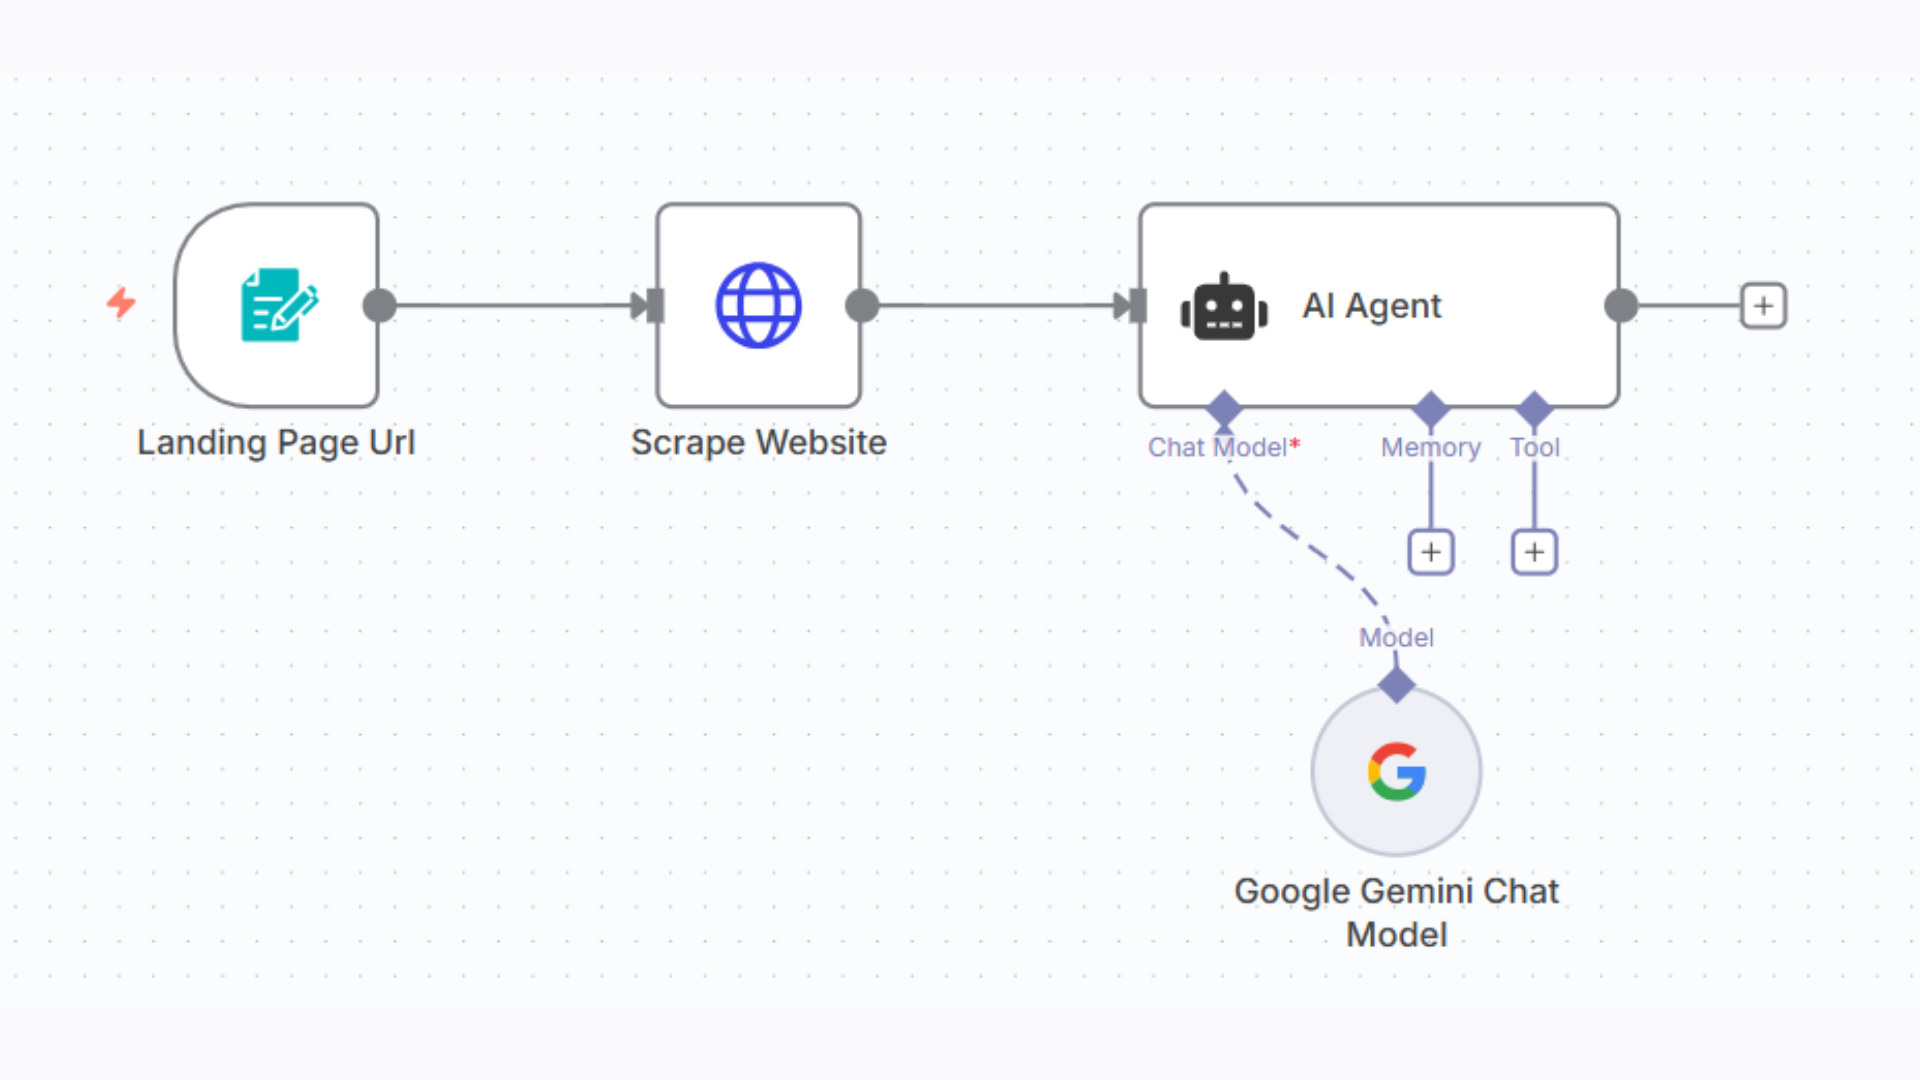 AI Agent
Landing Page Url
Scrape Website
Chat Model*
Memory
Tool
Model
Google Gemini Chat
Model